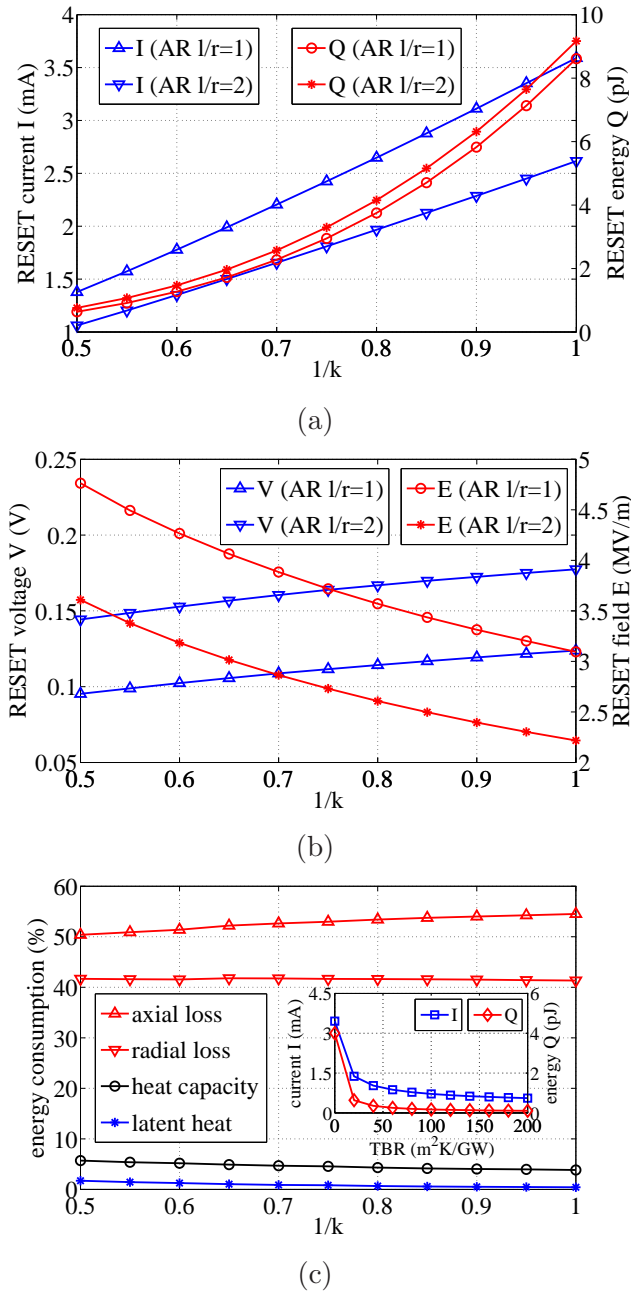 4
3.5
3
2.5
2
1.5
1
10
8
6
4
2
0
RESET current I (mA)
RESET energy Q (pJ)
I (AR l/r=1)
I (AR l/r=2)
Q (AR l/r=1)
Q (AR l/r=2)
0.5 0.6 0.7 0.8 0.9 1
1/k
(a)
0.25
0.2
0.15
0.1
0.05
5
4.5
4
3.5
3
2.5
2
RESET voltage V (V)
RESET field E (MV/m)
V (AR l/r=1)
V (AR l/r=2)
E (AR l/r=1)
E (AR l/r=2)
0.5 0.6 0.7 0.8 0.9 1
1/k
(b)
60
50
40
30
20
10
0
energy consumption (%)
axial loss
radial loss
heat capacity
latent heat
4.5
3
1.5
0
6
4
2
0
current I (mA)
energy Q (pJ)
I
Q
0 50 100 150 200
TBR (m²K/GW)
0.5 0.6 0.7 0.8 0.9 1
1/k
(c)